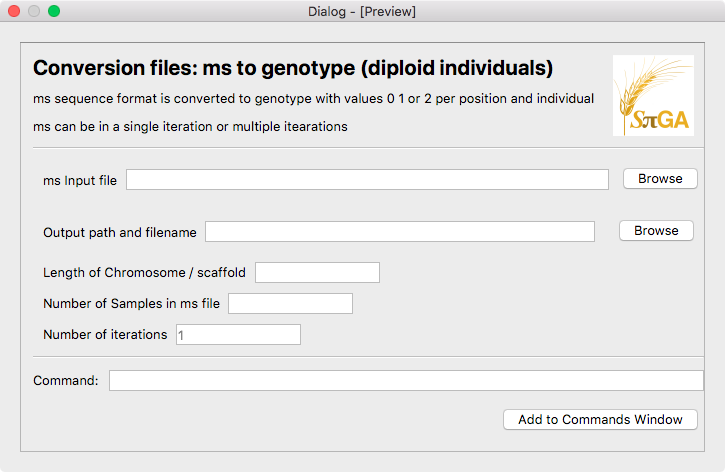 Dialog - [Preview]
Conversion files: ms to genotype (diploid individuals)
ms sequence format is converted to genotype with values 0 1 or 2 per position and individual
ms can be in a single iteration or multiple itearations
SπGA
ms Input file
Browse
Output path and filename
Browse
Length of Chromosome / scaffold
Number of Samples in ms file
Number of iterations 1
Command:
Add to Commands Window